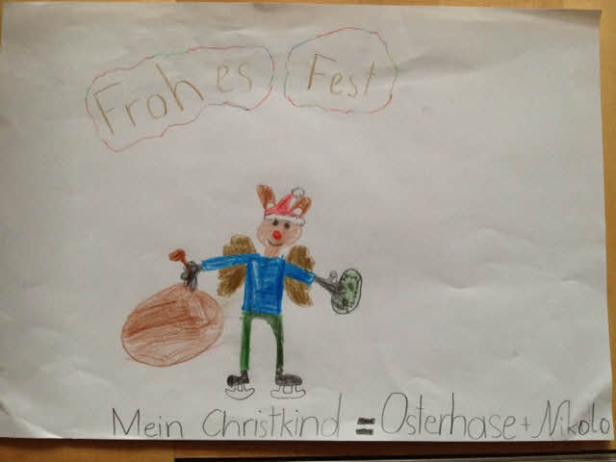 Frohes Fest
Mein Christkind = Osterhase + Nikolo